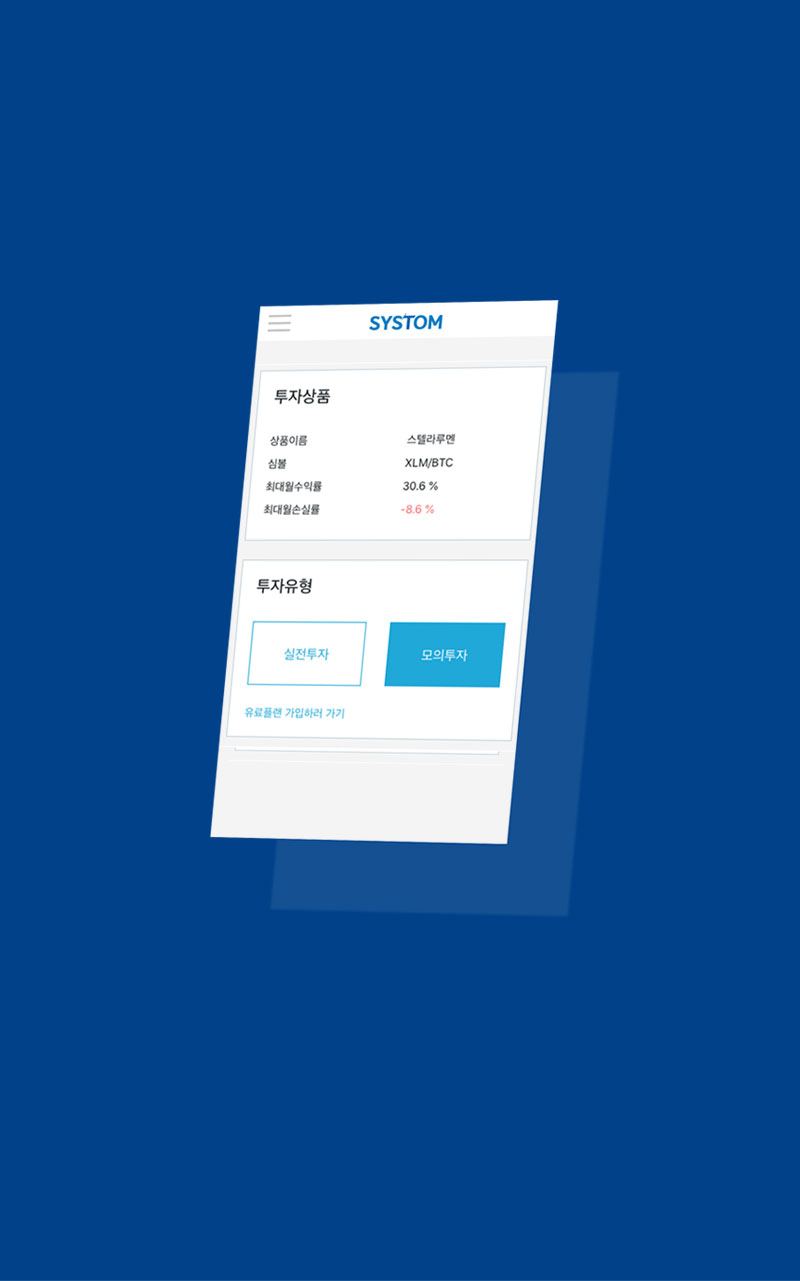 SYSTOM
투자상품
상품이름 스텔라루멘
심볼 XLM/BTC
최대월수익률 30.6 %
최대월손실률 -8.6 %
투자유형
실전투자 모의투자
유료플랜 가입하러 가기